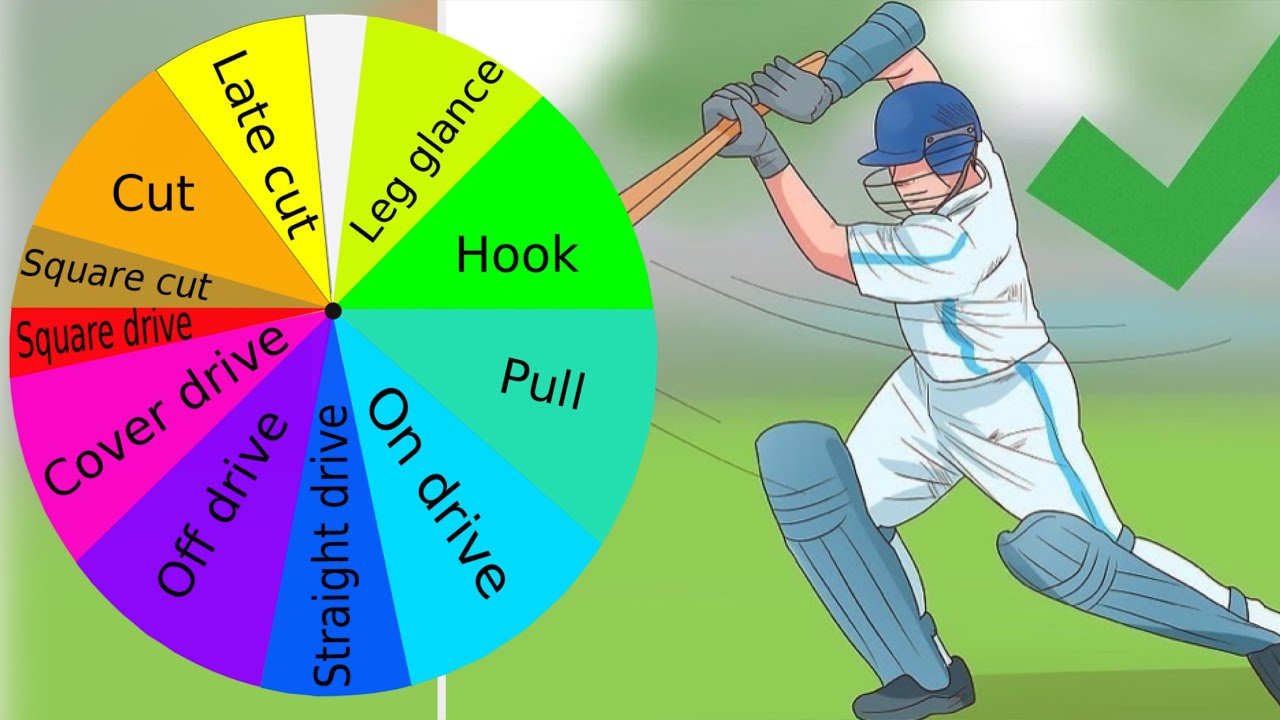 Late cut
Leg glance
Cut
Hook
Square cut
Square drive
Pull
Cover drive
On drive
Off drive
Straight drive